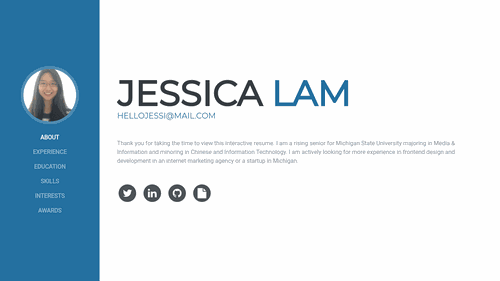 ABOUT
EXPERIENCE
EDUCATION
SKILLS
INTERESTS
AWARDS
JESSICA LAM
HELLOJESSI@MAIL.COM
Thank you for taking the time to view this interactive resume. I am a rising senior for Michigan State University majoring in Media &
Information and minoring in Chinese and Information Technology. I am actively looking for more experience in frontend design and
development in an internet marketing agency or a startup in Michigan.